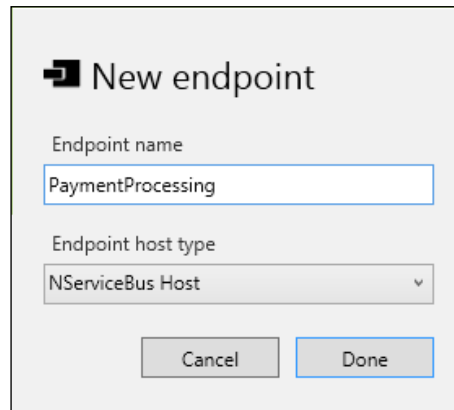 New endpoint
Endpoint name
PaymentProcessing
Endpoint host type
NServiceBus Host
Cancel Done